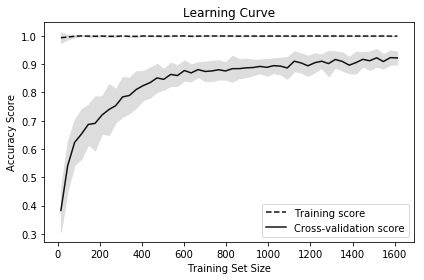 Learning Curve
Accuracy Score
1.0
0.9
0.8
0.7
0.6
0.5
0.4
0.3
Training score
Cross-validation score
0 200 400 600 800 1000 1200 1400 1600
Training Set Size